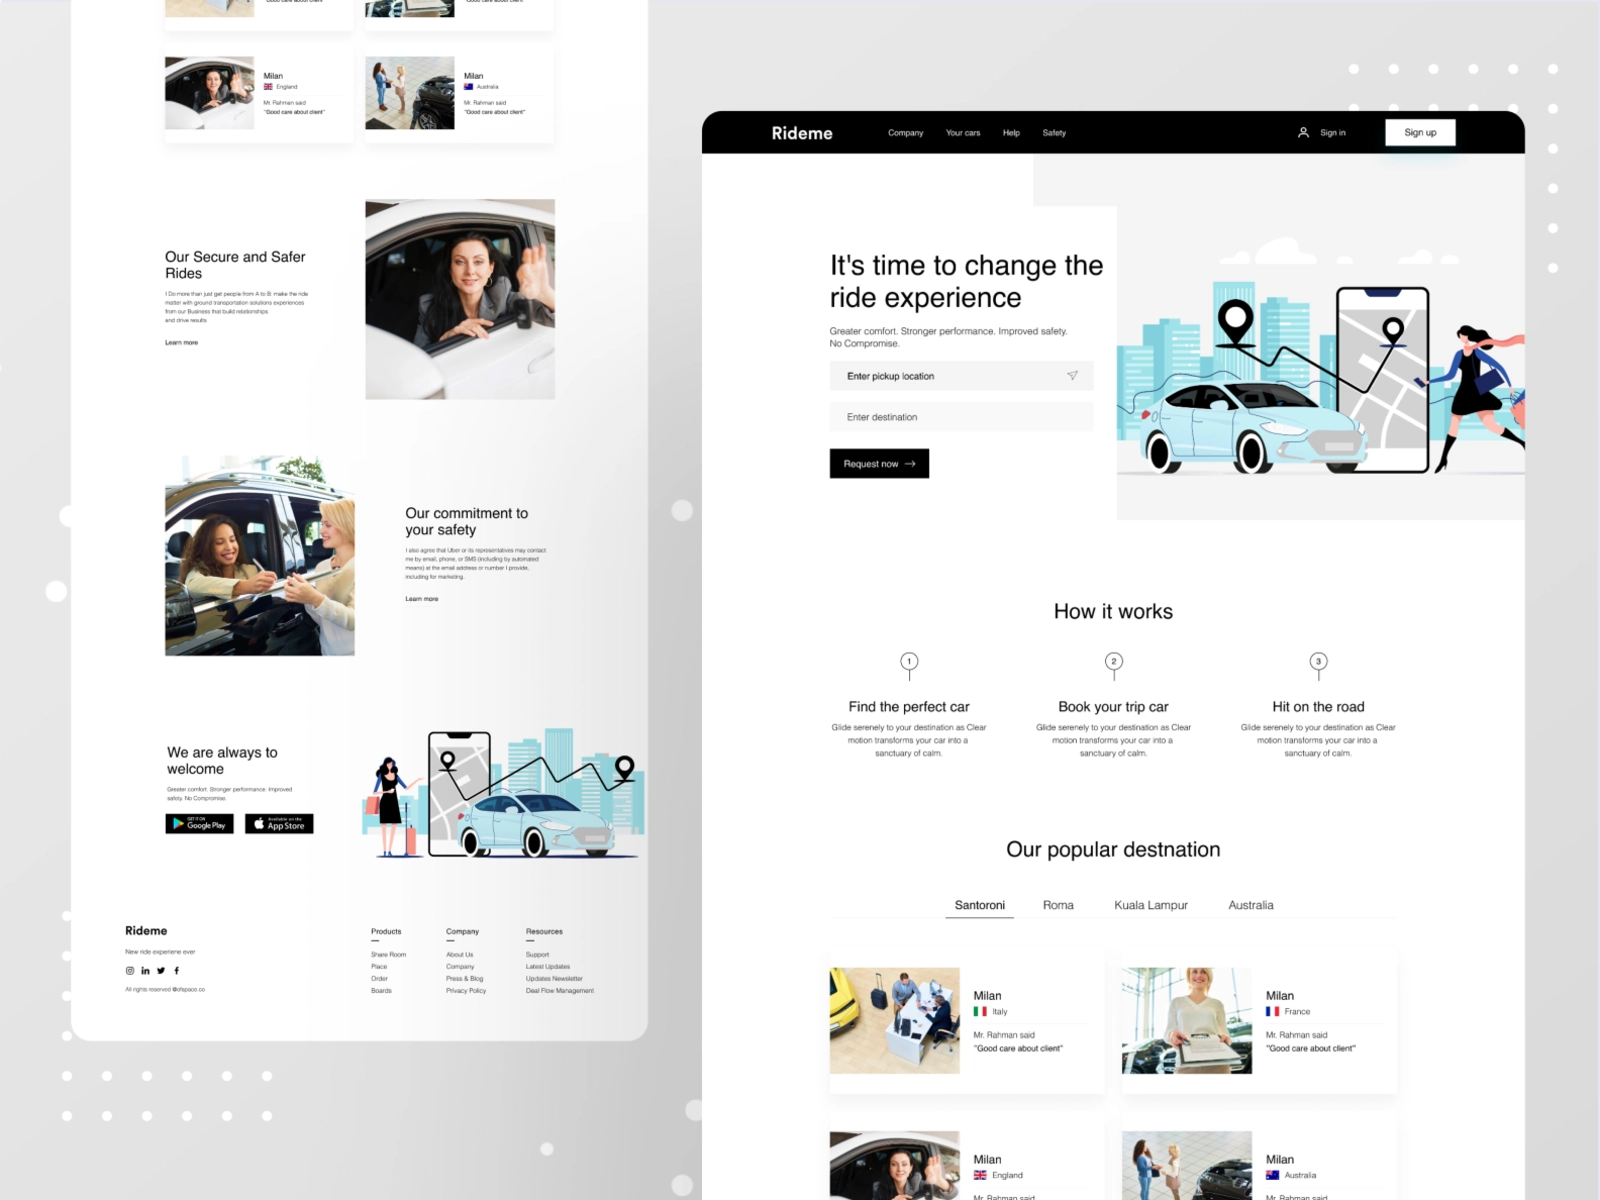 "Good care about client"
"Good care about client"
Milan
England
Mr. Rahman said
"Good care about client"
Milan
Australia
Mr. Rahman said
"Good care about client"
Our Secure and Safer
Rides
I Do more than just get people from A to B: make the ride
matter with ground transportation solutions experiences
from our Business that build relationships
and drive results
Learn more
Our commitment to
your safety
I also agree that Uber or its representatives may contact
me by email, phone, or SMS (including by automated
means) at the email address or number I provide,
including for marketing.
Learn more
We are always to
welcome
Greater comfort. Stronger performance. Improved
safety. No Compromise.
GET IT ON
Google Play
Available on the
App Store
Rideme
New ride experiene ever
All rights reserved @ofspace.co
Products
Share Room
Place
Order
Boards
Company
About Us
Company
Press & Blog
Privacy Policy
Resources
Support
Latest Updates
Updates Newsletter
Deal Flow Management
Rideme
Company
Your cars
Help
Safety
Sign in
Sign up
It's time to change the
ride experience
Greater comfort. Stronger performance. Improved safety.
No Compromise.
Enter pickup location
Enter destination
Request now
How it works
1
Find the perfect car
Glide serenely to your destination as Clear
motion transforms your car into a
sanctuary of calm.
2
Book your trip car
Glide serenely to your destination as Clear
motion transforms your car into a
sanctuary of calm.
3
Hit on the road
Glide serenely to your destination as Clear
motion transforms your car into a
sanctuary of calm.
Our popular destnation
Santoroni
Roma
Kuala Lampur
Australia
Milan
Italy
Mr. Rahman said
"Good care about client"
Milan
France
Mr. Rahman said
"Good care about client"
Milan
England
Mr. Rahman said
Milan
Australia
Mr. Rahman said